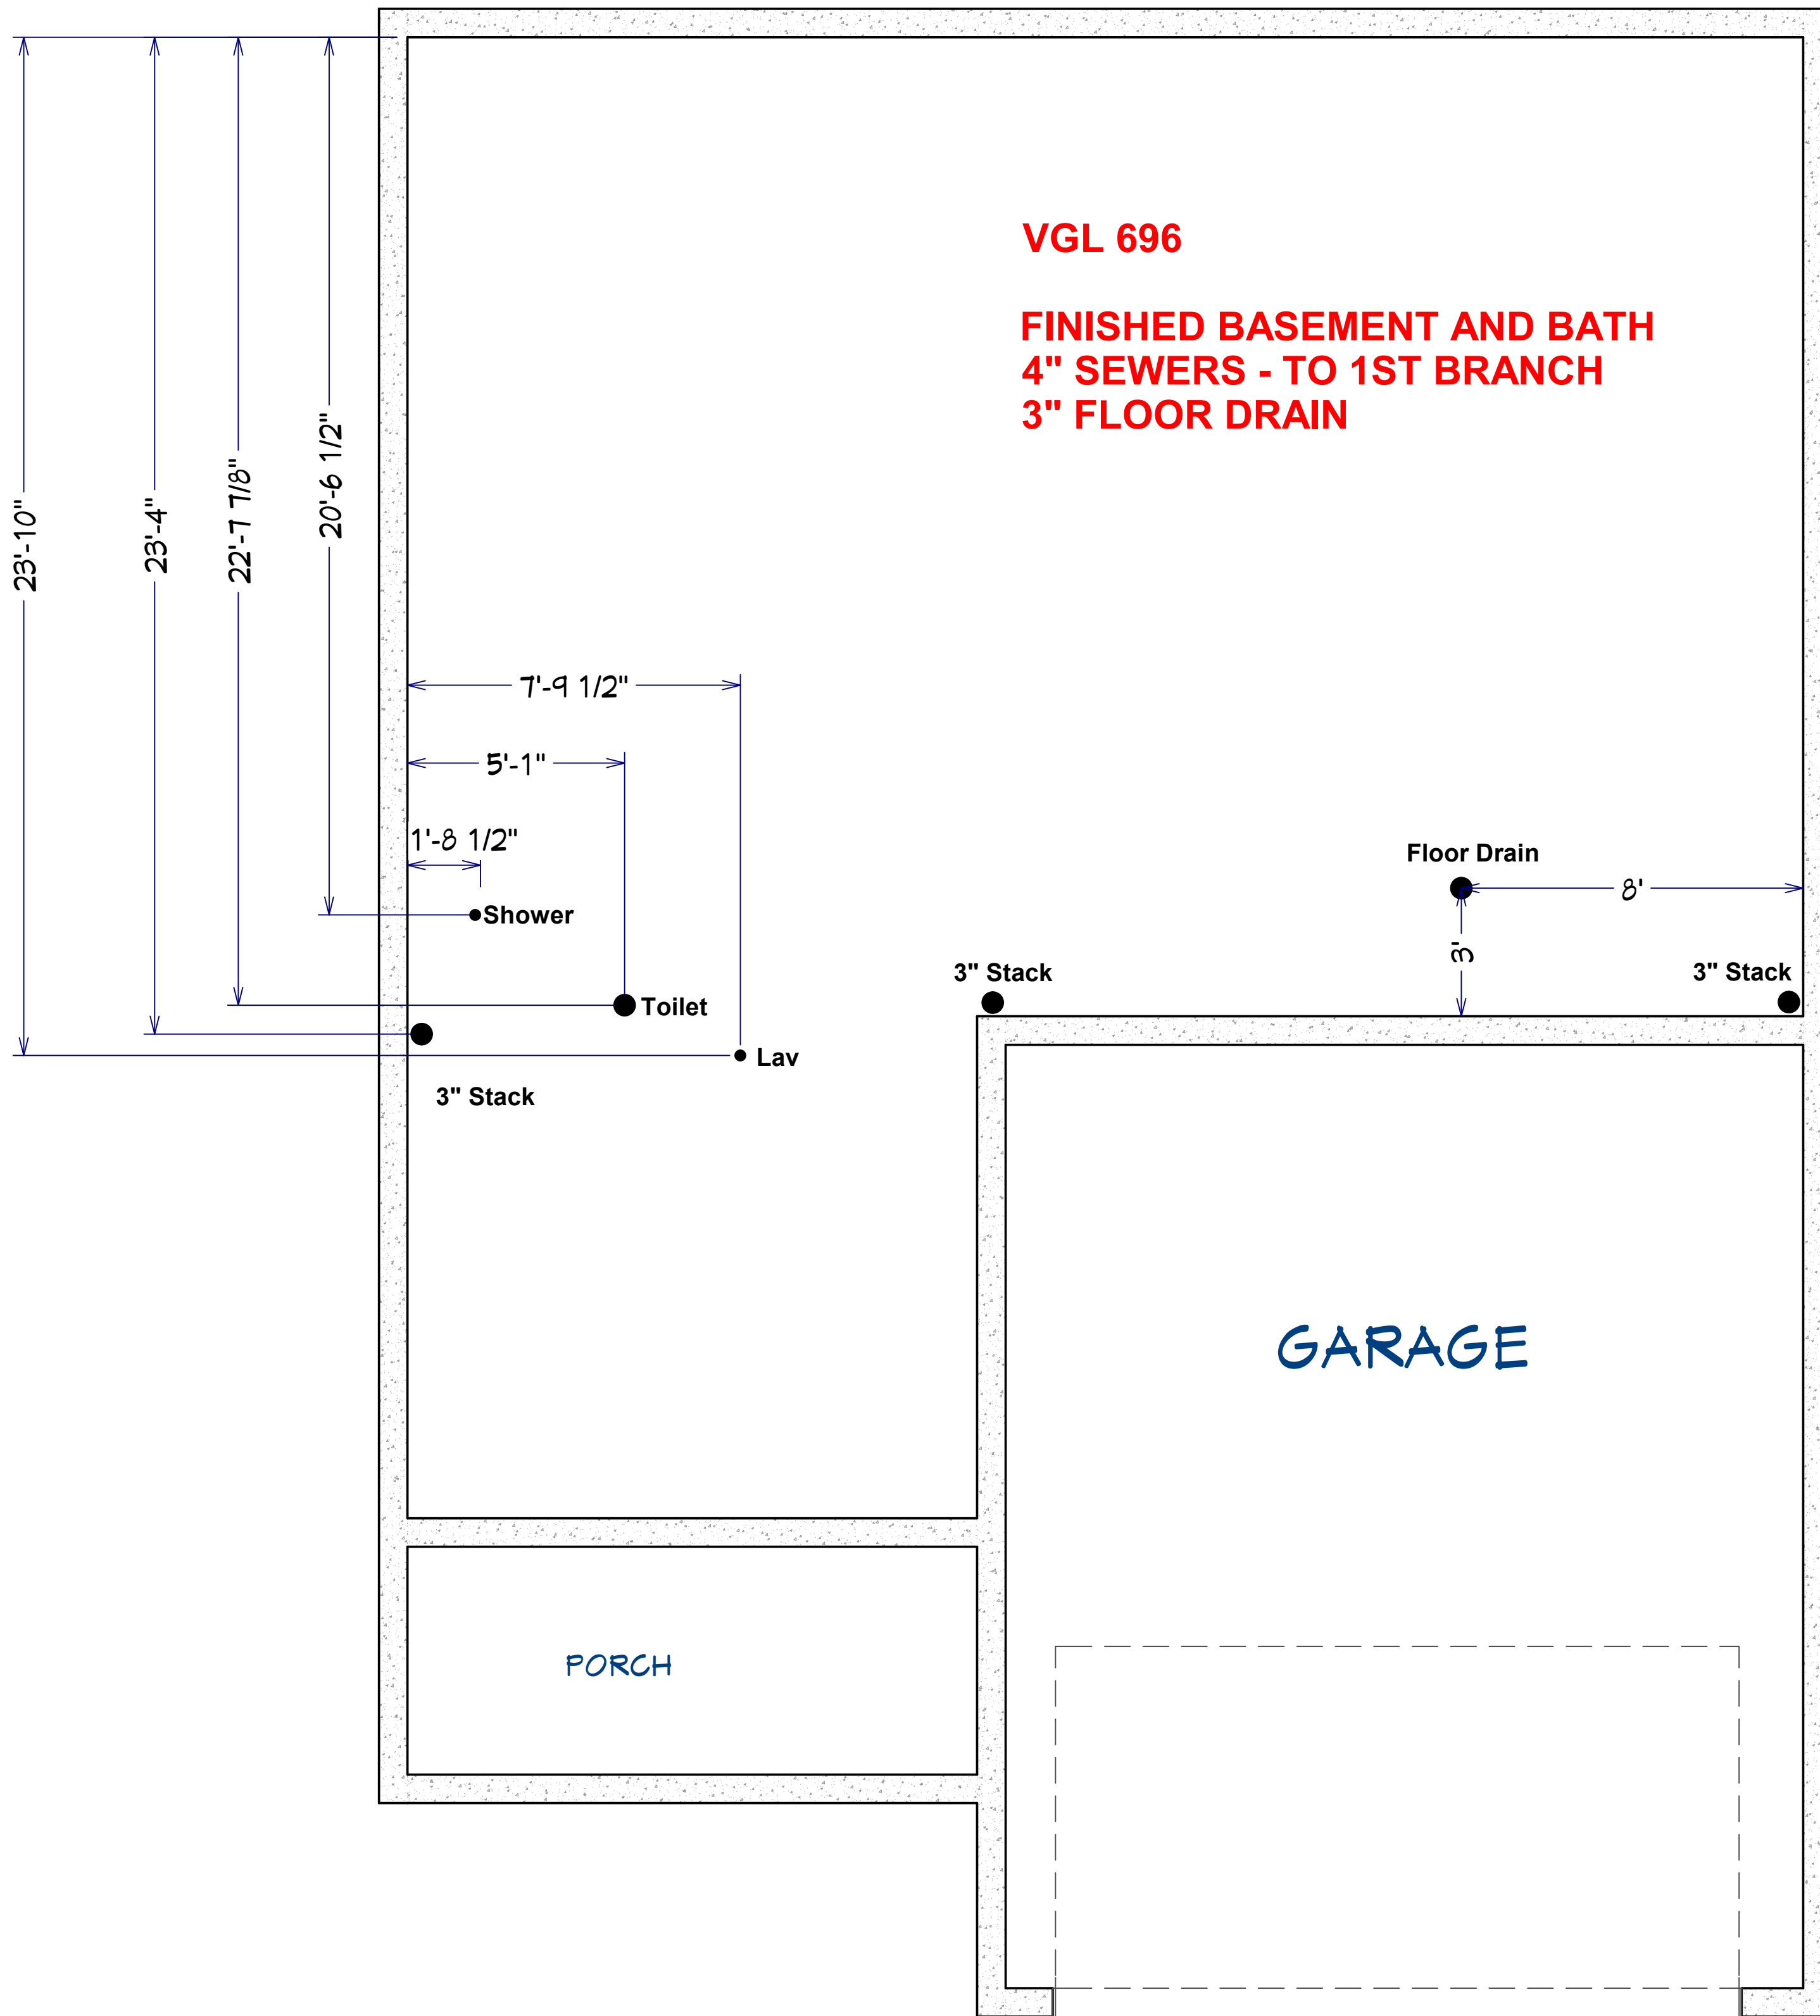 VGL 696
FINISHED BASEMENT AND BATH
4" SEWERS - TO 1ST BRANCH
3" FLOOR DRAIN
23'-10"
23'-4"
22'-7 7/8"
20'-6 1/2"
7'-9 1/2"
5'-1"
1'-8 1/2"
Shower
Toilet
Lav
3" Stack
Floor Drain
8'
3'
3" Stack
3" Stack
GARAGE
PORCH